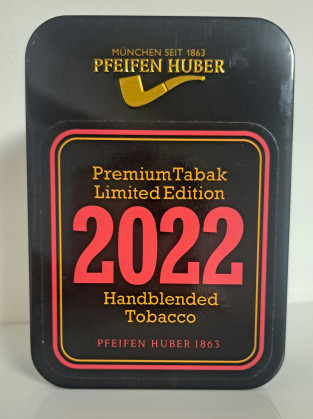 MÜNCHEN SEIT 1863
PFEIFEN HUBER
PremiumTabak
Limited Edition
2022
Handblended
Tobacco
PFEIFEN HUBER 1863